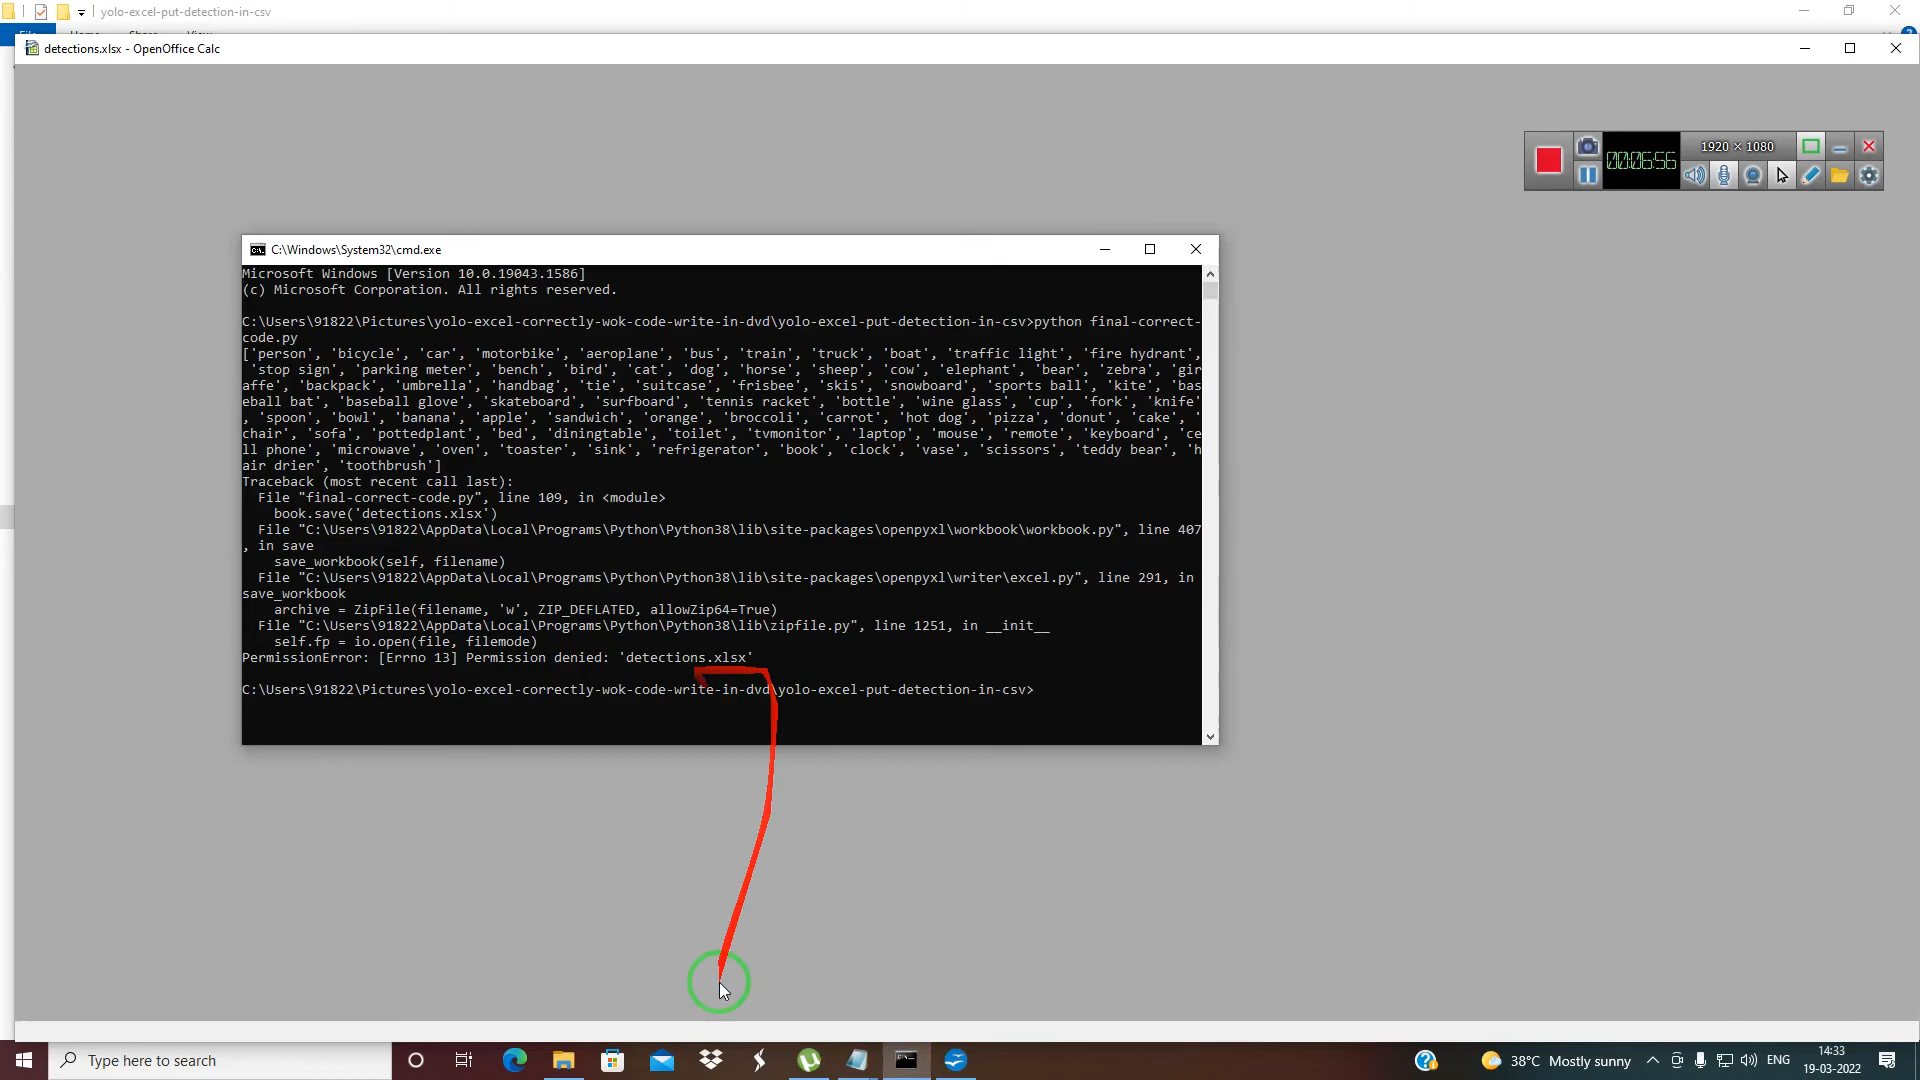 yolo-excel-put-detection-in-csv
File Home Share View
detections.xlsx - OpenOffice Calc
1920 × 1080
00:06:56
C:\Windows\System32\cmd.exe
Microsoft Windows [Version 10.0.19043.1586]
(c) Microsoft Corporation. All rights reserved.
C:\Users\91822\Pictures\yolo-excel-correctly-wok-code-write-in-dvd\yolo-excel-put-detection-in-csv>python final-correct-
code.py
['person', 'bicycle', 'car', 'motorbike', 'aeroplane', 'bus', 'train', 'truck', 'boat', 'traffic light', 'fire hydrant',
 'stop sign', 'parking meter', 'bench', 'bird', 'cat', 'dog', 'horse', 'sheep', 'cow', 'elephant', 'bear', 'zebra', 'gir
affe', 'backpack', 'umbrella', 'handbag', 'tie', 'suitcase', 'frisbee', 'skis', 'snowboard', 'sports ball', 'kite', 'bas
eball bat', 'baseball glove', 'skateboard', 'surfboard', 'tennis racket', 'bottle', 'wine glass', 'cup', 'fork', 'knife'
, 'spoon', 'bowl', 'banana', 'apple', 'sandwich', 'orange', 'broccoli', 'carrot', 'hot dog', 'pizza', 'donut', 'cake', '
chair', 'sofa', 'pottedplant', 'bed', 'diningtable', 'toilet', 'tvmonitor', 'laptop', 'mouse', 'remote', 'keyboard', 'ce
ll phone', 'microwave', 'oven', 'toaster', 'sink', 'refrigerator', 'book', 'clock', 'vase', 'scissors', 'teddy bear', 'h
air drier', 'toothbrush']
Traceback (most recent call last):
  File "final-correct-code.py", line 109, in <module>
    book.save('detections.xlsx')
  File "C:\Users\91822\AppData\Local\Programs\Python\Python38\lib\site-packages\openpyxl\workbook\workbook.py", line 407
, in save
    save_workbook(self, filename)
  File "C:\Users\91822\AppData\Local\Programs\Python\Python38\lib\site-packages\openpyxl\writer\excel.py", line 291, in
save_workbook
    archive = ZipFile(filename, 'w', ZIP_DEFLATED, allowZip64=True)
  File "C:\Users\91822\AppData\Local\Programs\Python\Python38\lib\zipfile.py", line 1251, in __init__
    self.fp = io.open(file, filemode)
PermissionError: [Errno 13] Permission denied: 'detections.xlsx'
C:\Users\91822\Pictures\yolo-excel-correctly-wok-code-write-in-dvd\yolo-excel-put-detection-in-csv>
Type here to search
38°C Mostly sunny
ENG
14:33
19-03-2022